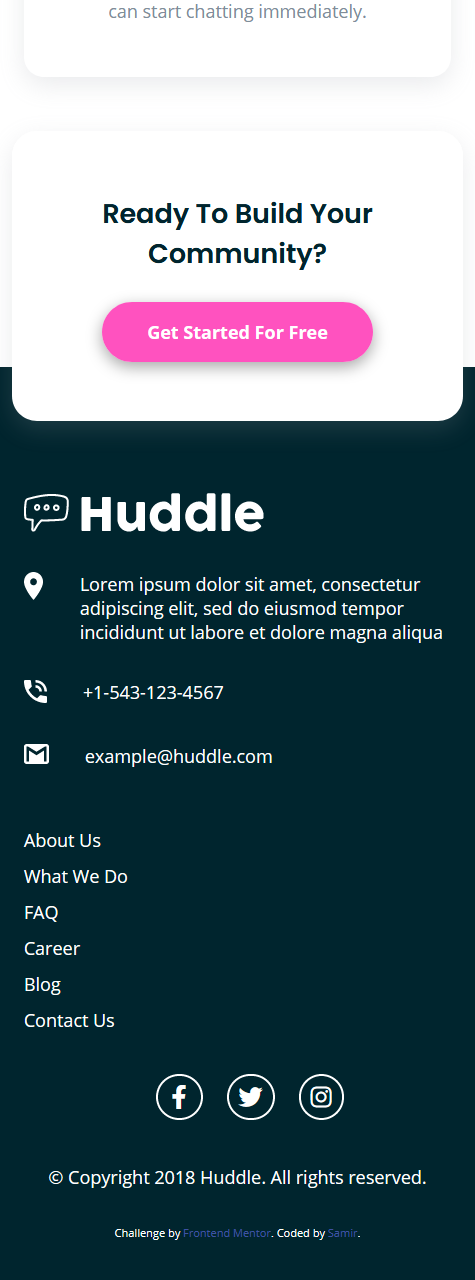 can start chatting immediately.
Ready To Build Your
Community?
Get Started For Free
Huddle
Lorem ipsum dolor sit amet, consectetur
adipiscing elit, sed do eiusmod tempor
incididunt ut labore et dolore magna aliqua
+1-543-123-4567
example@huddle.com
About Us
What We Do
FAQ
Career
Blog
Contact Us
© Copyright 2018 Huddle. All rights reserved.
Challenge by Frontend Mentor. Coded by Samir.